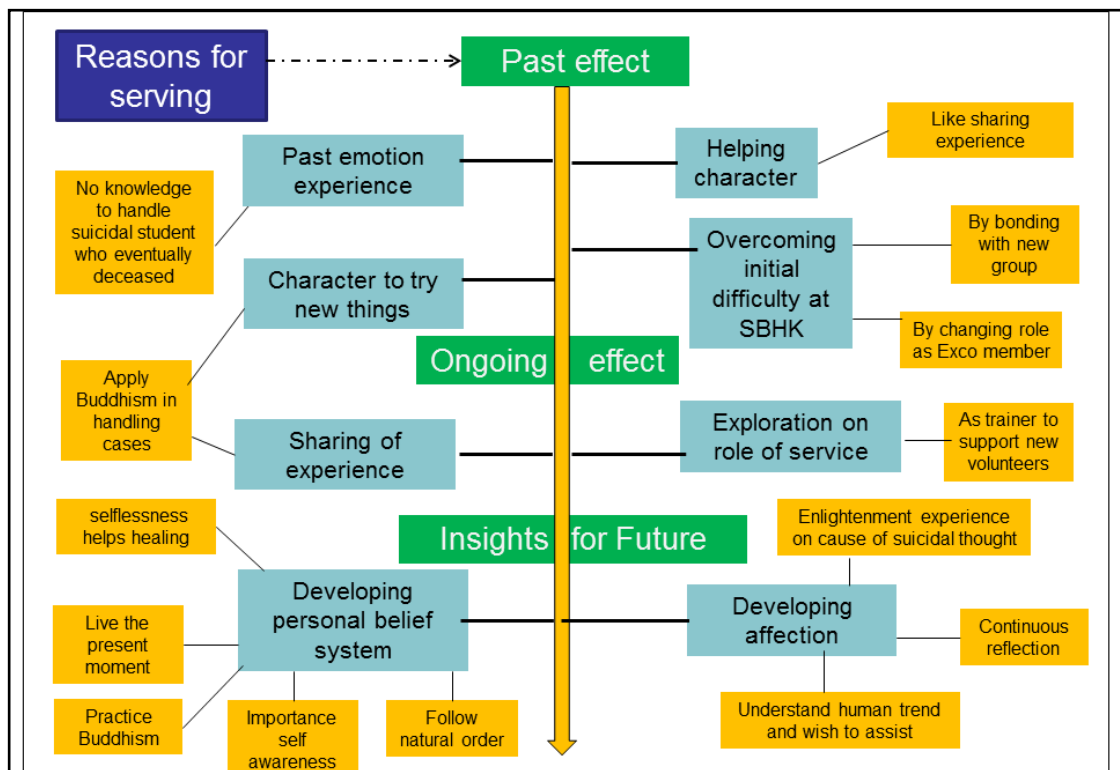 Reasons for
serving
Past effect
Past emotion
experience
Helping
character
Like sharing
experience
No knowledge
to handle
suicidal student
who eventually
deceased
Character to try
new things
Overcoming
initial
difficulty at
SBHK
By bonding
with new
group
By changing role
as Exco member
Ongoing effect
Apply
Buddhism in
handling
cases
Sharing of
experience
Exploration on
role of service
As trainer to
support new
volunteers
selflessness
helps healing
Insights for Future
Enlightenment experience
on cause of suicidal thought
Developing
personal belief
system
Developing
affection
Live the
present
moment
Continuous
reflection
Practice
Buddhism
Importance
self
awareness
Follow
natural order
Understand human trend
and wish to assist